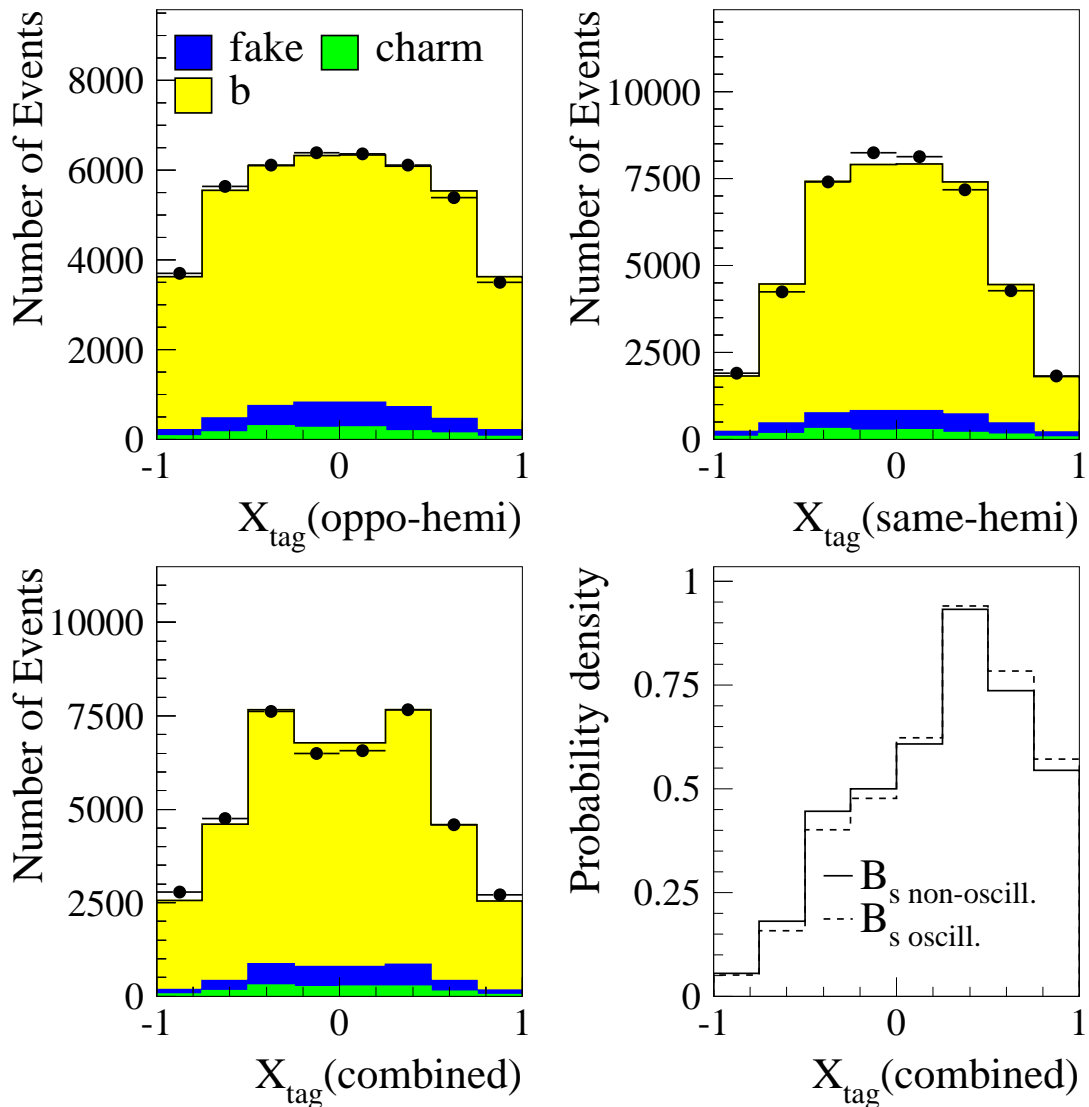 Number of Events
fake
charm
b
8000
6000
4000
2000
0
-1
0
1
X_tag(oppo-hemi)
Number of Events
10000
7500
5000
2500
0
-1
0
1
X_tag(same-hemi)
Number of Events
10000
7500
5000
2500
0
-1
0
1
X_tag(combined)
Probability density
1
0.75
0.5
0.25
0
B_s non-oscill.
B_s oscill.
-1
0
1
X_tag(combined)